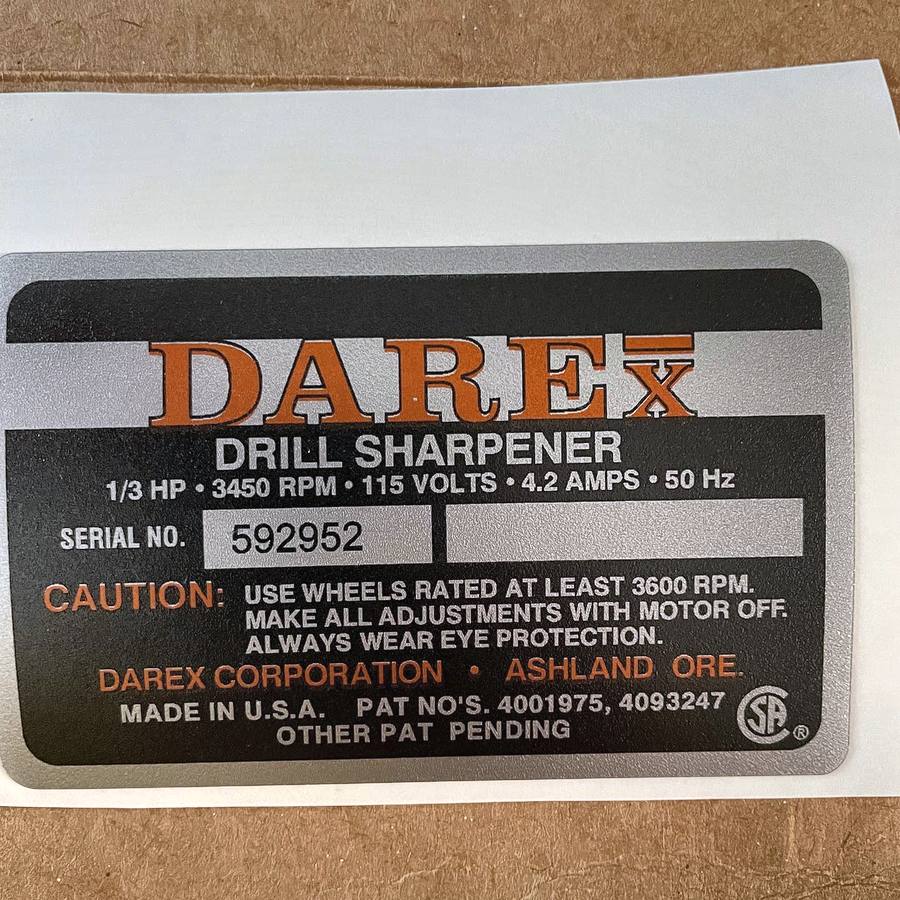 DAREX
DRILL SHARPENER
1/3 HP • 3450 RPM • 115 VOLTS • 4.2 AMPS • 50 Hz
SERIAL NO. 592952
CAUTION: USE WHEELS RATED AT LEAST 3600 RPM.
MAKE ALL ADJUSTMENTS WITH MOTOR OFF.
ALWAYS WEAR EYE PROTECTION.
DAREX CORPORATION • ASHLAND ORE.
MADE IN U.S.A. PAT NO'S. 4001975, 4093247
OTHER PAT PENDING
SA ®